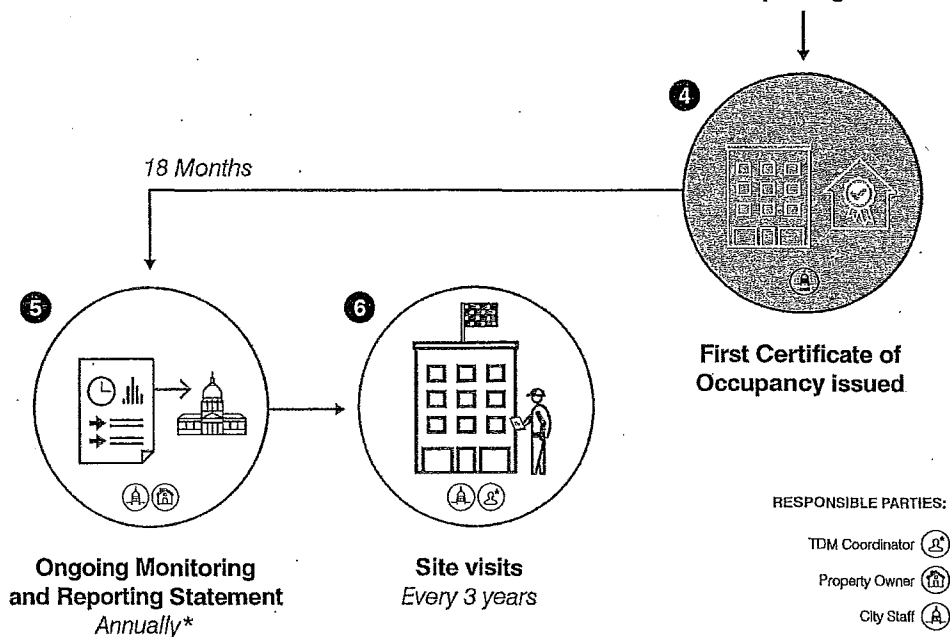 4
18 Months
5
6
First Certificate of
Occupancy issued
Ongoing Monitoring
and Reporting Statement
Annually*
Site visits
Every 3 years
RESPONSIBLE PARTIES:
TDM Coordinator
Property Owner
City Staff